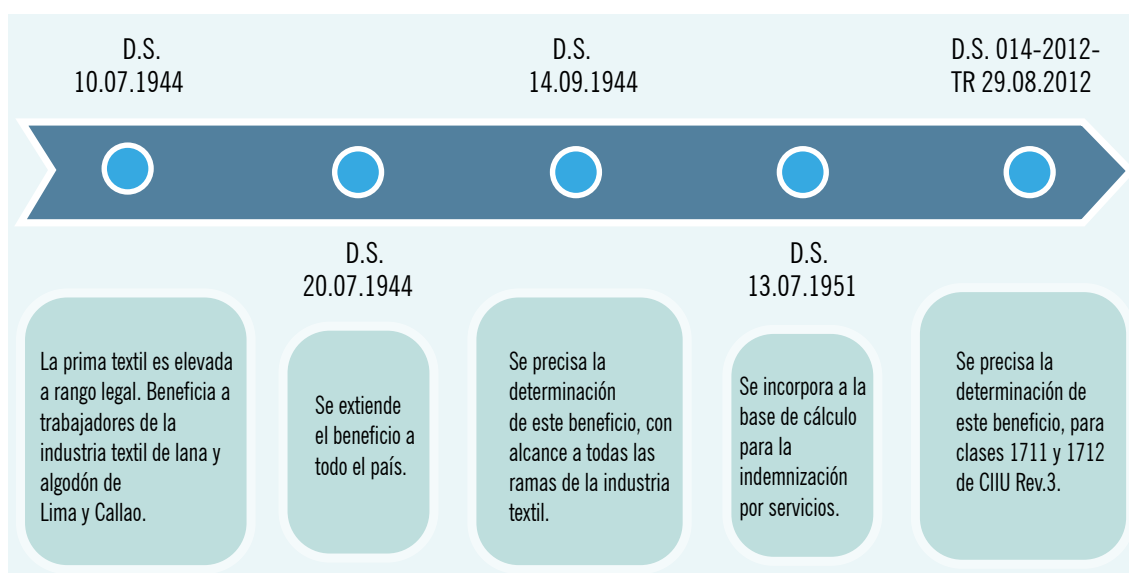 D.S.
10.07.1944
La prima textil es elevada
a rango legal. Beneficia a
trabajadores de la
industria textil de lana y
algodón de
Lima y Callao.
D.S.
20.07.1944
Se extiende
el beneficio a
todo el país.
D.S.
14.09.1944
Se precisa la
determinación
de este beneficio, con
alcance a todas las
ramas de la industria
textil.
D.S.
13.07.1951
Se incorpora a la
base de cálculo
para la
indemnización
por servicios.
D.S. 014-2012-
TR 29.08.2012
Se precisa la
determinación de
este beneficio, para
clases 1711 y 1712
de CIIU Rev.3.